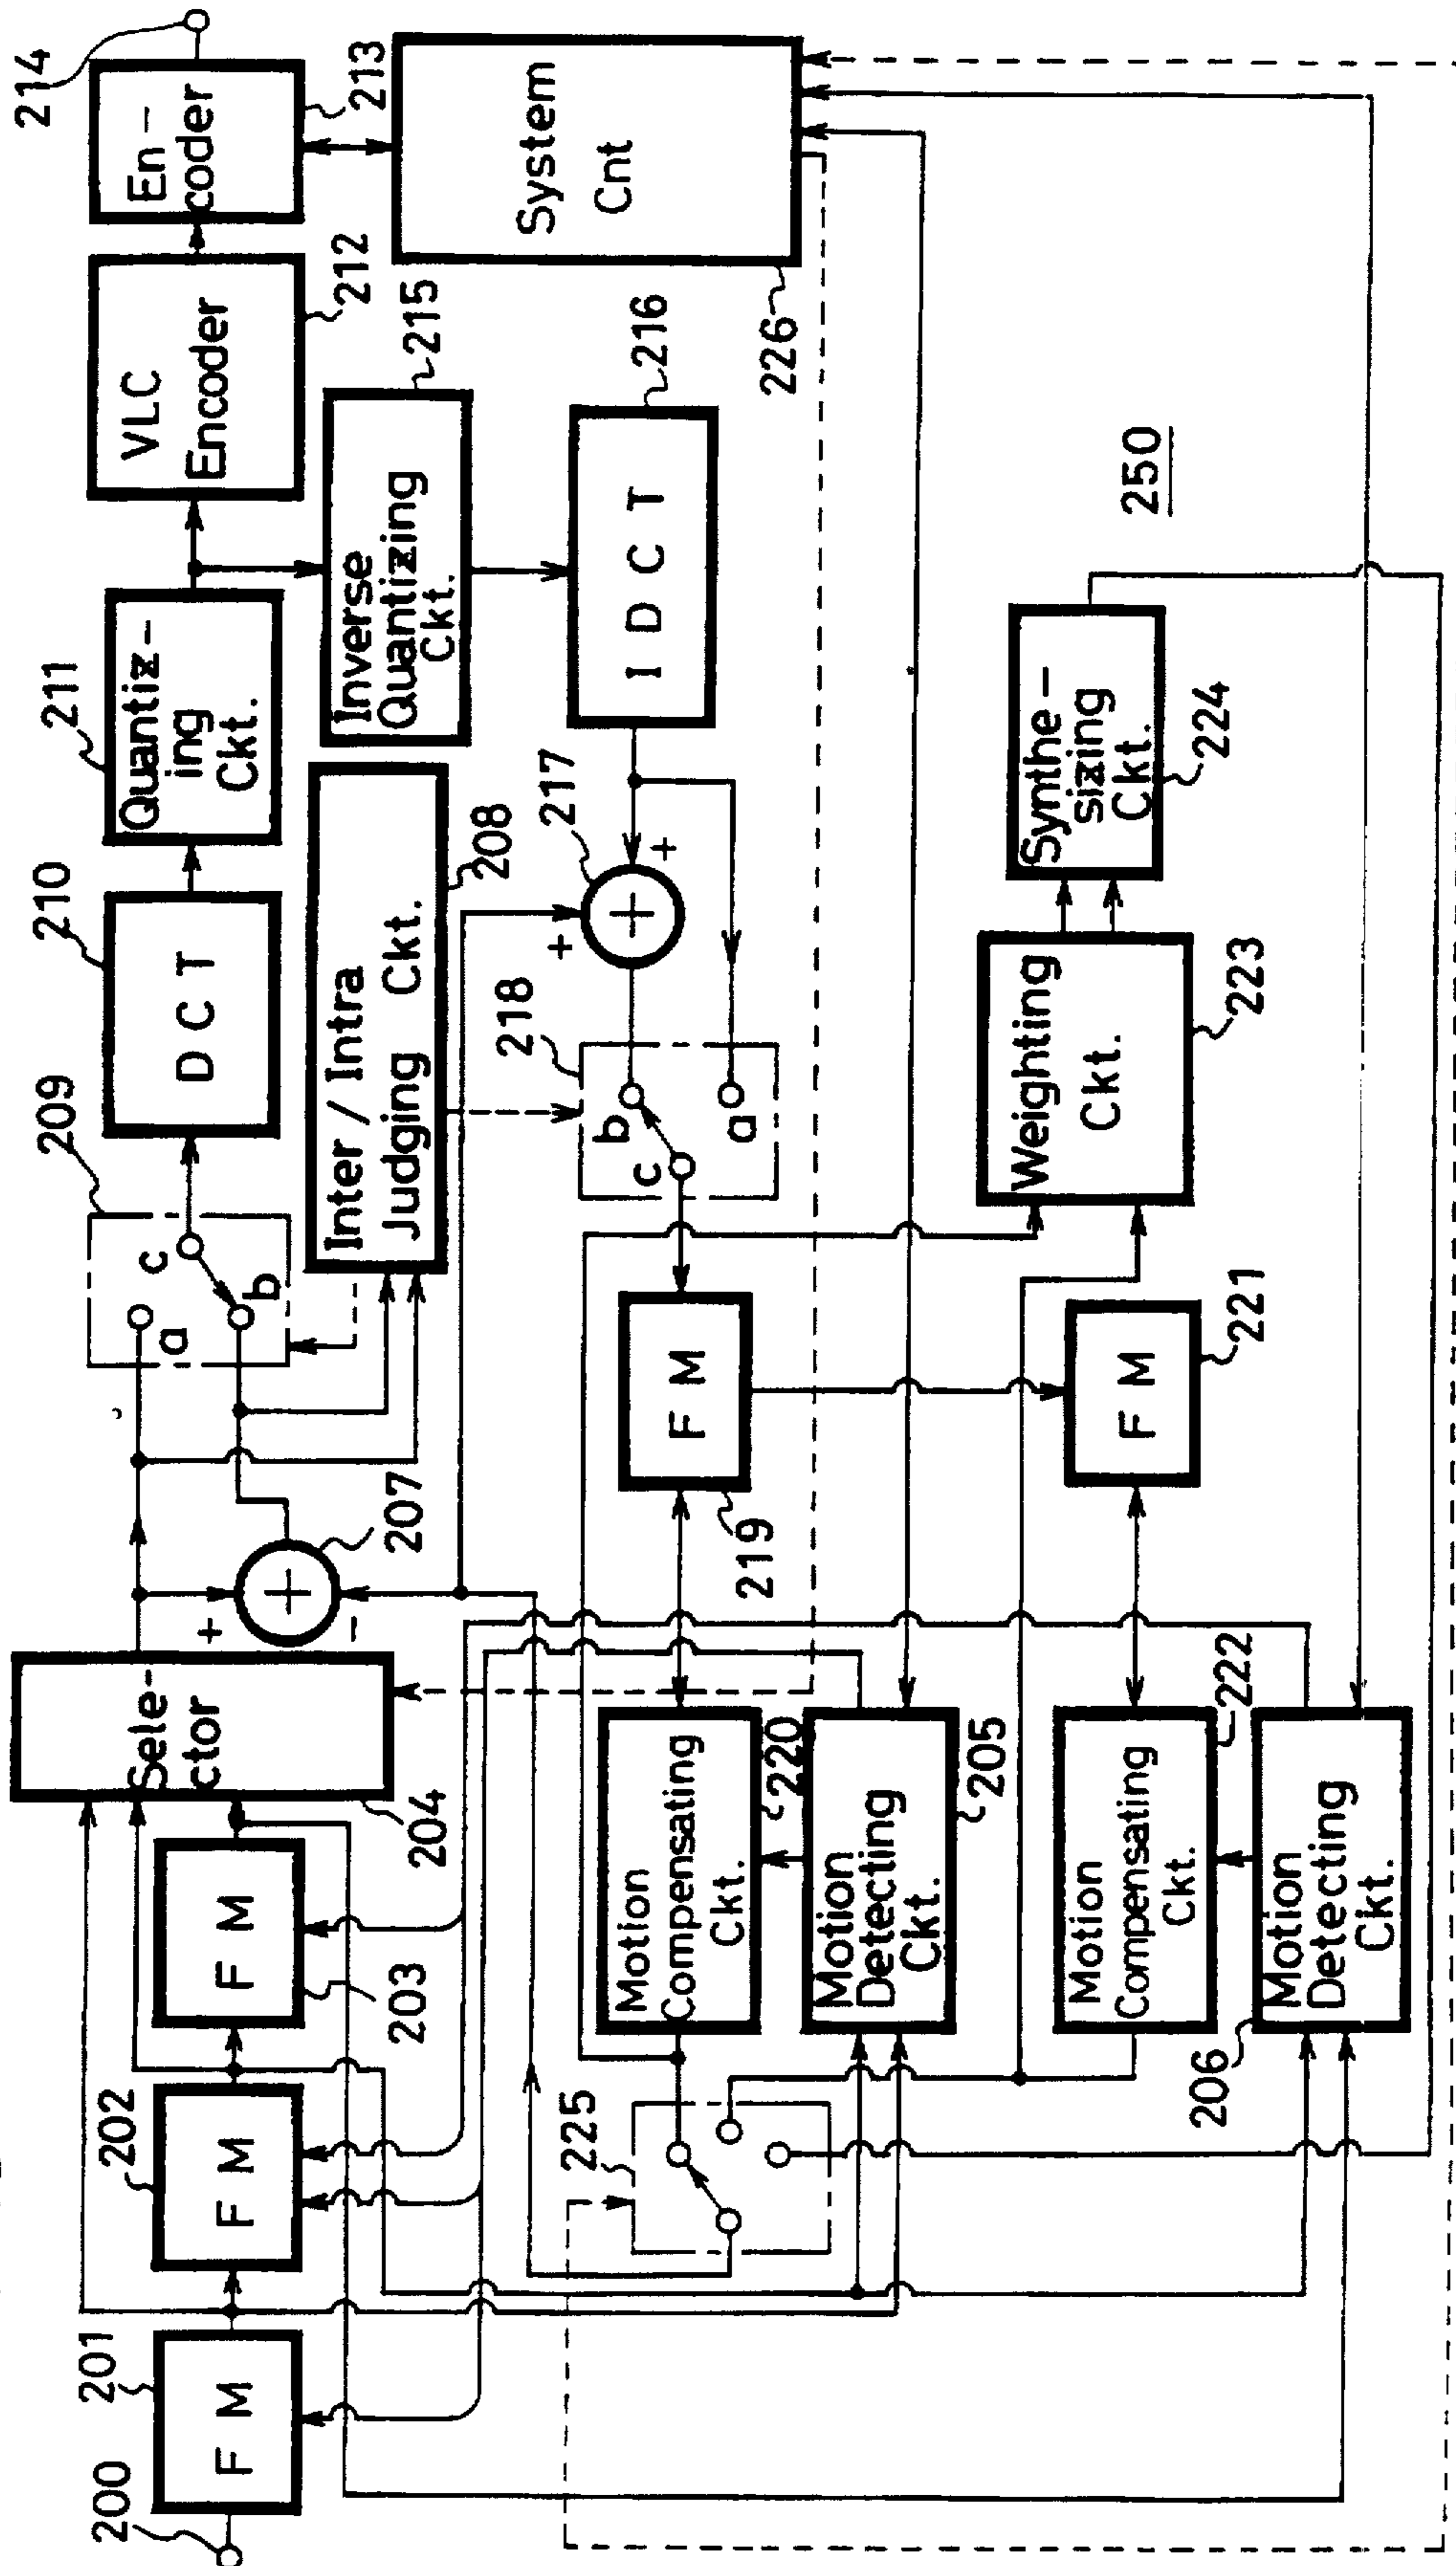 200
201
F M
202
F M
203
F M
204
Sele-
ctor
+
-
207
209
a
b
c
210
D C T
211
Quantiz-
ing
Ckt.
212
VLC
Encoder
213
En-
coder
214
Inter / Intra
Judging Ckt.
208
Inverse
Quantizing
Ckt.
215
I D C T
216
217
+
+
218
a
b
c
F M
219
Motion
Compensating
Ckt.
220
Motion
Detecting
Ckt.
205
225
System
Cnt
226
F M
221
Motion
Compensating
Ckt.
222
Motion
Detecting
Ckt.
206
Weighting
Ckt.
223
Synthe-
sizing
Ckt.
224
250